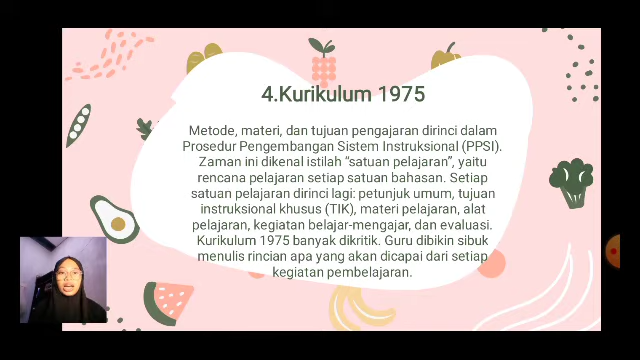 4.Kurikulum 1975
Metode, materi, dan tujuan pengajaran dirinci dalam
Prosedur Pengembangan Sistem Instruksional (PPSI).
Zaman ini dikenal istilah “satuan pelajaran”, yaitu
rencana pelajaran setiap satuan bahasan. Setiap
satuan pelajaran dirinci lagi: petunjuk umum, tujuan
instruksional khusus (TIK), materi pelajaran, alat
pelajaran, kegiatan belajar-mengajar, dan evaluasi.
Kurikulum 1975 banyak dikritik. Guru dibikin sibuk
menulis rincian apa yang akan dicapai dari setiap
kegiatan pembelajaran.